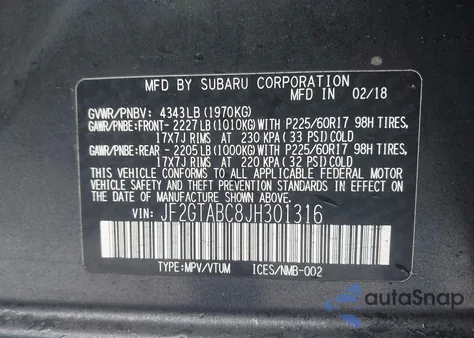 MFD BY SUBARU CORPORATION
MFD IN 02/18
GVWR/PNBV: 4343LB (1970KG)
GAWR/PNBE:FRONT- 2227LB (1010KG) WITH P225/60R17 98H TIRES,
17X7J RIMS AT 230 KPA (33 PSI) COLD
GAWR/PNBE:REAR - 2205LB (1000KG) WITH P225/60R17 98H TIRES,
17X7J RIMS AT 220 KPA (32 PSI) COLD
THIS VEHICLE CONFORMS TO ALL APPLICABLE
FEDERAL MOTOR VEHICLE SAFETY, BUMPER,
AND THEFT PREVENTION STANDARDS IN EFFECT
ON THE DATE OF MANUFACTURE SHOWN ABOVE.
VIN: JF2GTABC8JH301316
TYPE:MPV/VTUM ICES/NMB-002
autoSnap